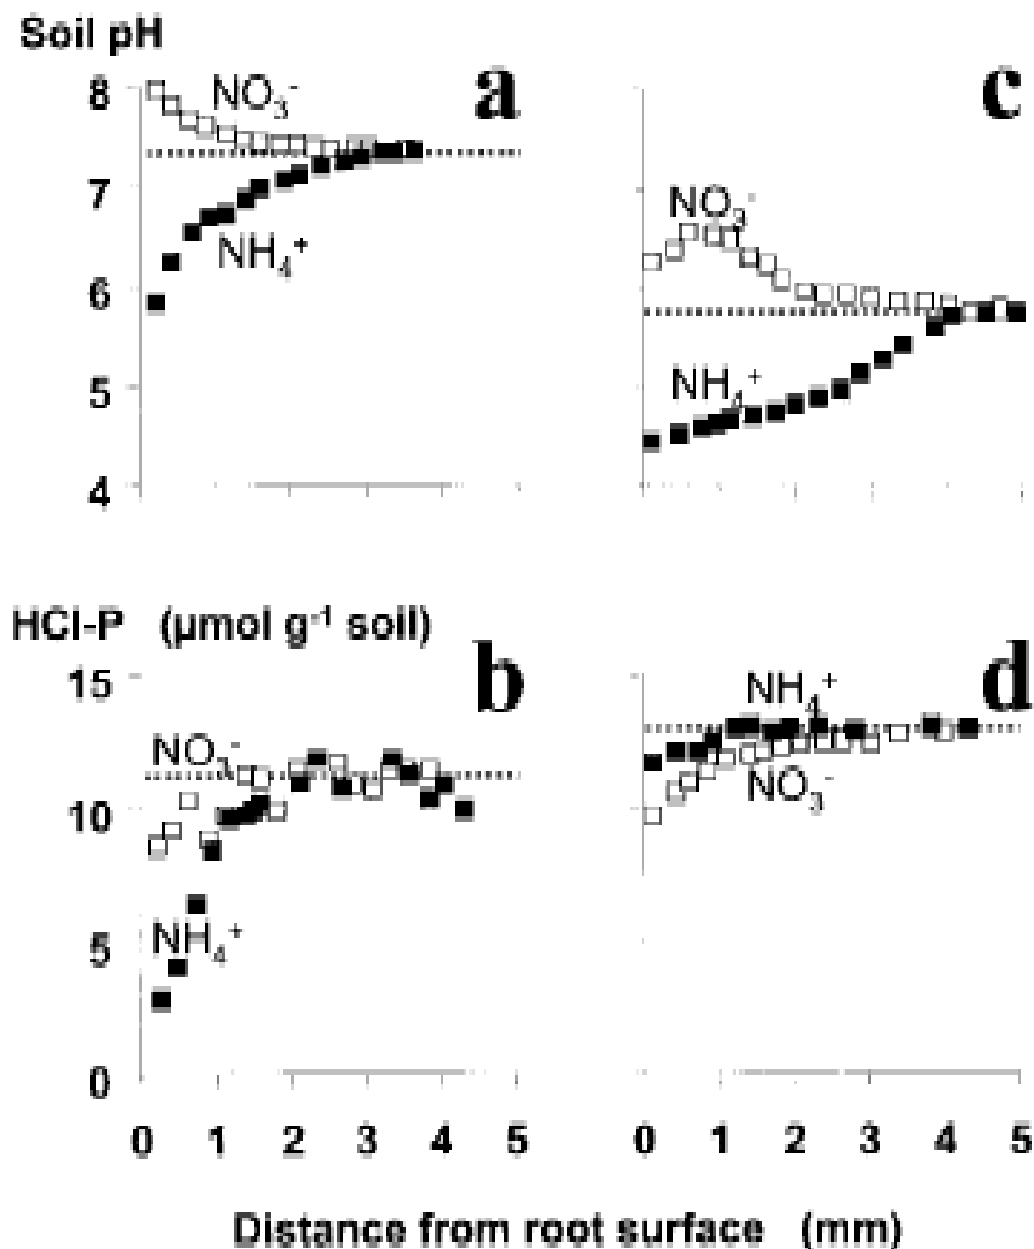 Soil pH
a
c
8
7
6
5
4
NO₃⁻
NH₄⁺
NO₃⁻
NH₄⁺
HCl-P (µmol g⁻¹ soil)
b
d
15
10
5
0
NO₃⁻
NH₄⁺
NH₄⁺
NO₃⁻
0 1 2 3 4 5
0 1 2 3 4 5
Distance from root surface (mm)